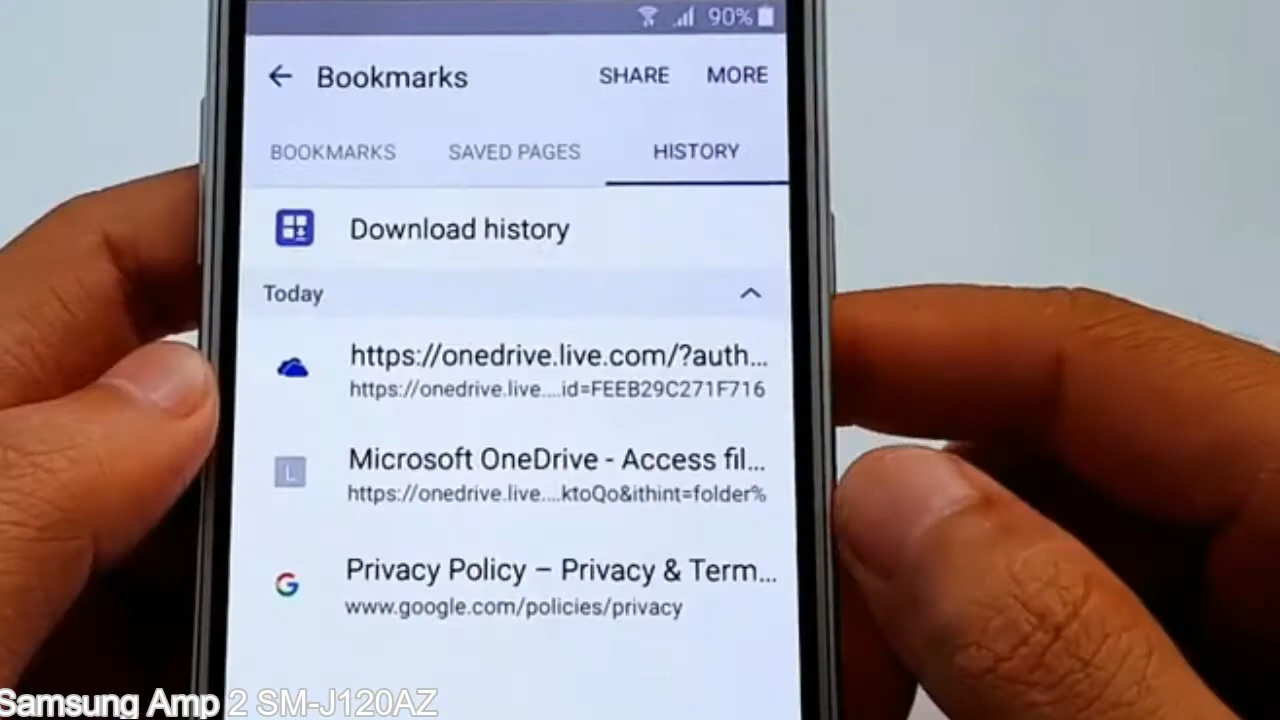 90%
Bookmarks SHARE MORE
BOOKMARKS SAVED PAGES HISTORY
Download history
Today
https://onedrive.live.com/?auth...
https://onedrive.live....id=FEEB29C271F716
L
Microsoft OneDrive - Access fil...
https://onedrive.live....ktoQo&ithint=folder%
Privacy Policy – Privacy & Term...
www.google.com/policies/privacy
Samsung Amp 2 SM-J120AZ